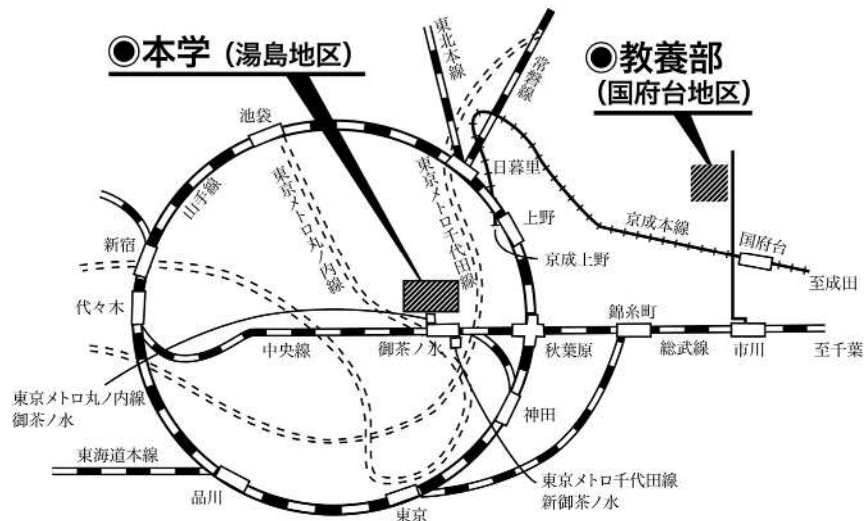 ◉本学（湯島地区）
◉教養部
（国府台地区）
東北本線
常磐線
池袋
日暮里
山手線
東京メトロ丸ノ内線
東京メトロ千代田線
上野
京成本線
国府台
新宿
京成上野
至成田
代々木
錦糸町
中央線
御茶ノ水
秋葉原
総武線
市川
至千葉
東京メトロ丸ノ内線
御茶ノ水
神田
東海道本線
品川
東京
東京メトロ千代田線
新御茶ノ水